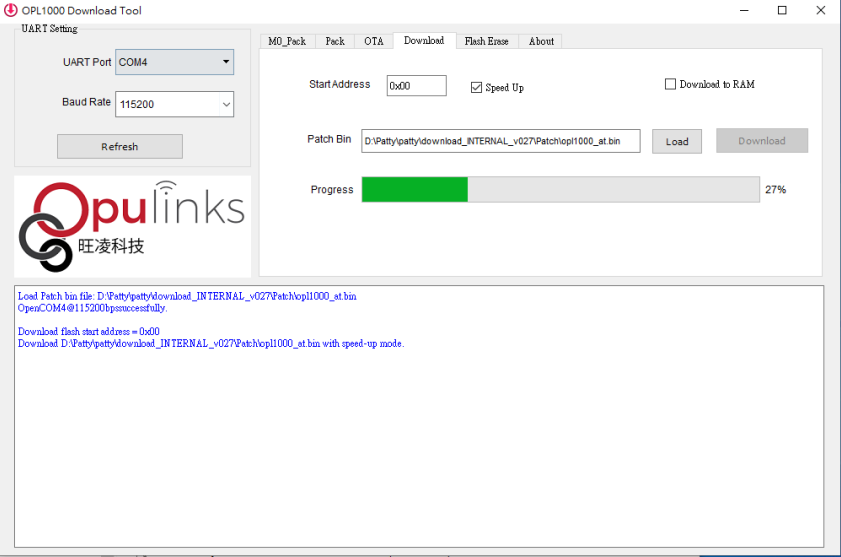 OPL1000 Download Tool
UART Setting
UART Port COM4
Baud Rate 115200
Refresh
Opulinks
旺凌科技
M0_Pack Pack OTA Download Flash Erase About
Start Address 0x00 Speed Up Download to RAM
Patch Bin D:\Patty\patty\download_INTERNAL_v027\Patch\opl1000_at.bin Load Download
Progress 27%
Load Patch bin file: D:\Patty\patty\download_INTERNAL_v027\Patch\opl1000_at.bin
OpenCOM4@115200bpssuccessfully.
Download flash start address = 0x00
Download D:\Patty\patty\download_INTERNAL_v027\Patch\opl1000_at.bin with speed-up mode.